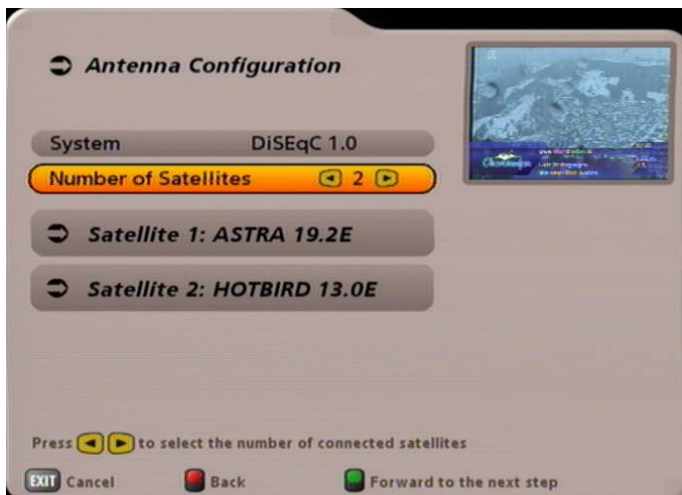 Antenna Configuration
System DiSEqC 1.0
Number of Satellites 2
Satellite 1: ASTRA 19.2E
Satellite 2: HOTBIRD 13.0E
Press to select the number of connected satellites
EXIT Cancel Back Forward to the next step